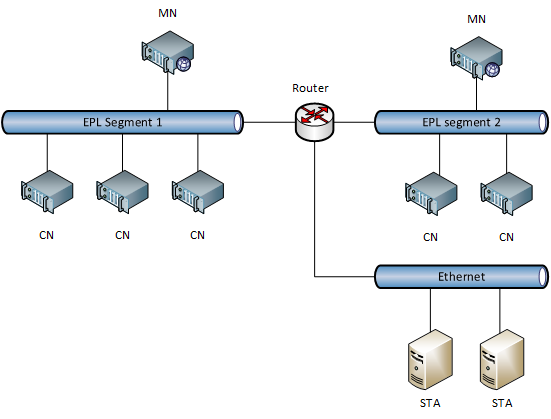 MN
MN
Router
EPL Segment 1
EPL segment 2
CN
CN
CN
CN
CN
Ethernet
STA
STA